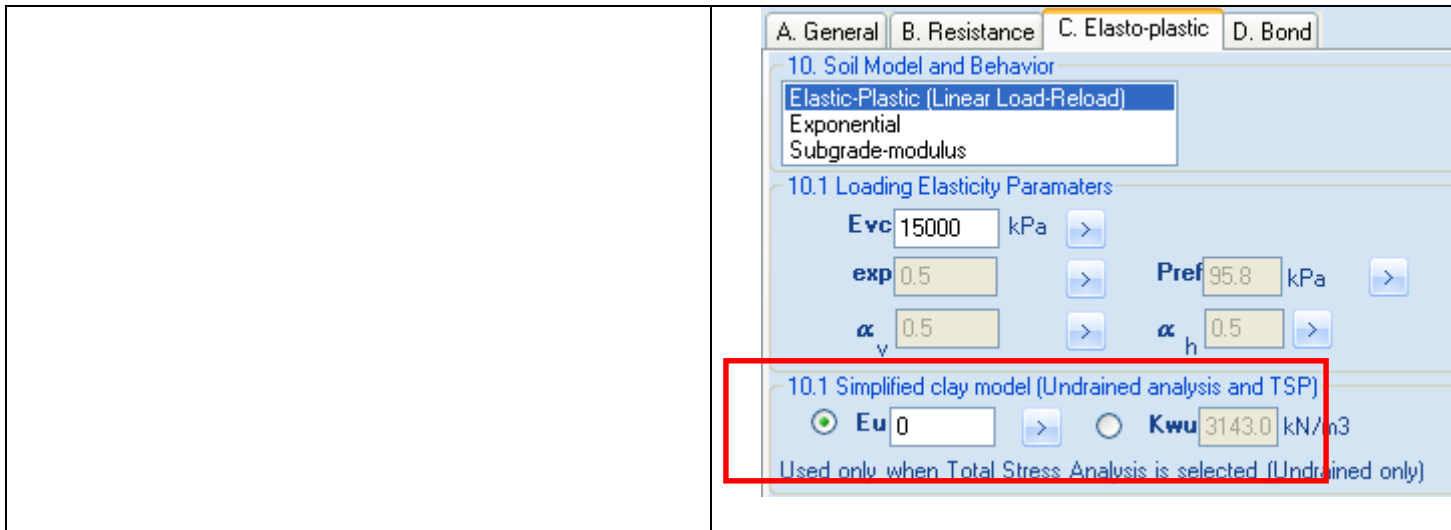 A. General B. Resistance C. Elasto-plastic D. Bond
10. Soil Model and Behavior
Elastic-Plastic (Linear Load-Reload)
Exponential
Subgrade-modulus
10.1 Loading Elasticity Paramaters
Evc 15000 kPa >
exp 0.5 > Pref 95.8 kPa >
α v 0.5 > α h 0.5 >
10.1 Simplified clay model (Undrained analysis and TSP)
Eu 0 > Kwu 3143.0 kN/m3
Used only when Total Stress Analysis is selected (Undrained only)